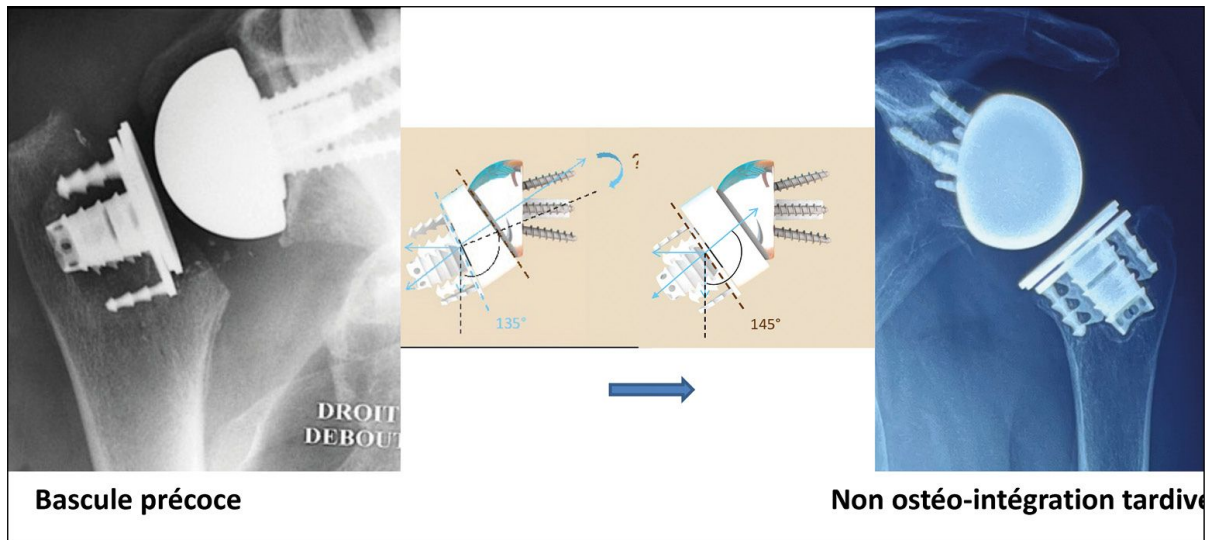 DROIT
DEBOUT
?
135°
145°
Bascule précoce
Non ostéo-intégration tardive